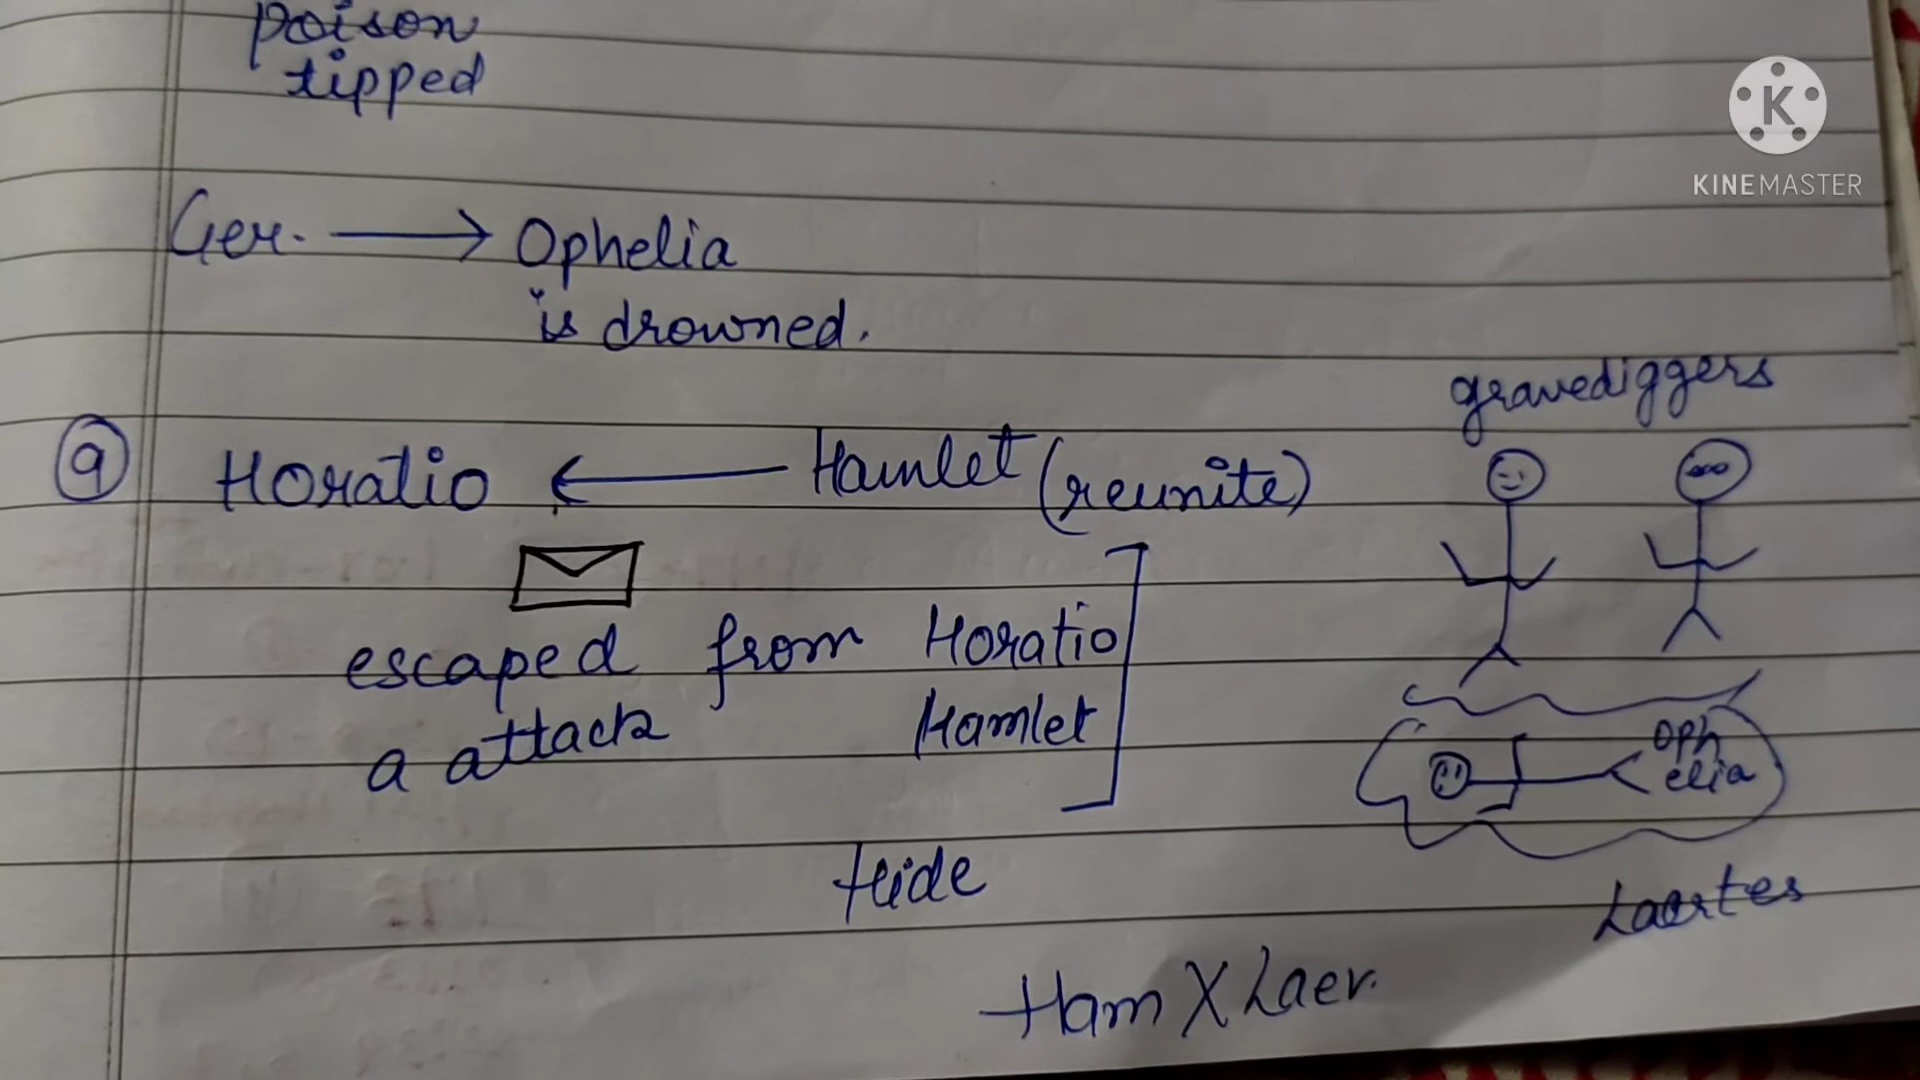 poison
tipped
KINEMASTER
Ger. → Ophelia
is drowned.
gravediggers
9 Horatio ← Hamlet (reunite)
escaped from Horatio
a attack Hamlet
Oph
elia
Hide
Laertes
Ham X Laer.